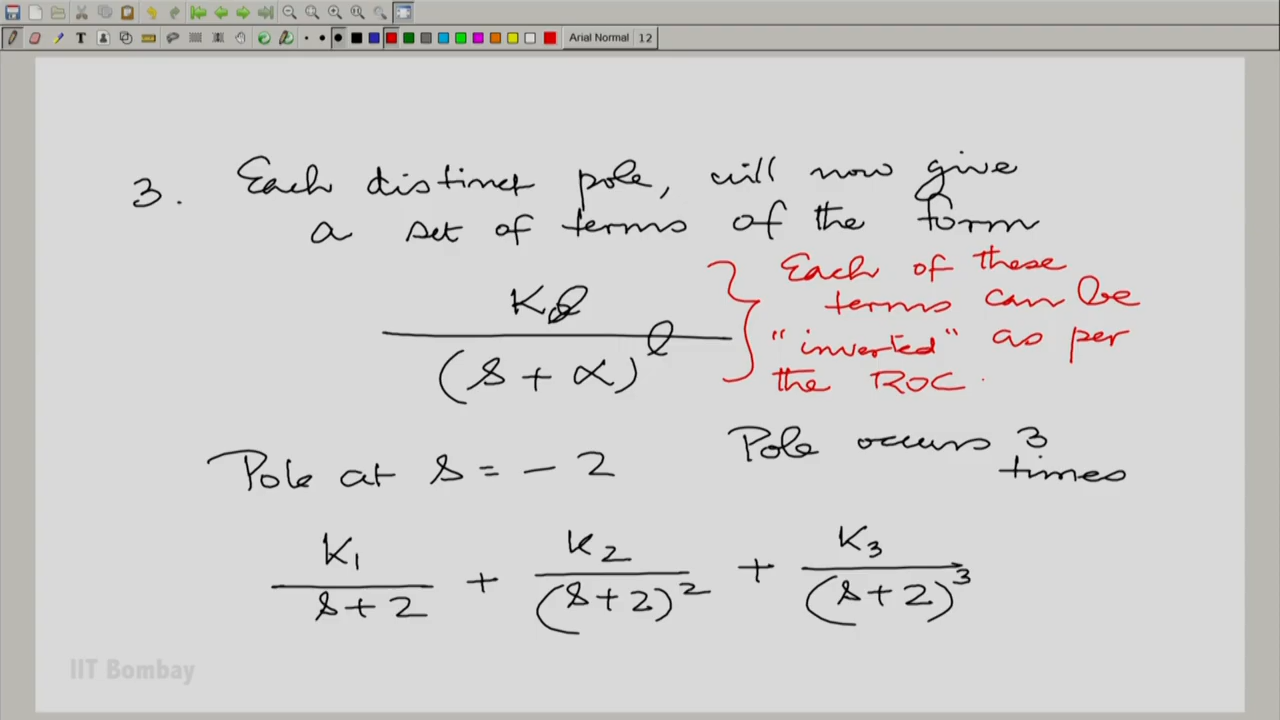 Arial Normal 12
3. Each distinct pole, will now give
a set of terms of the form
Kℓ
(s + α)^ℓ
Each of these
terms can be
"inverted" as per
the ROC.
Pole at s = - 2
Pole occurs 3
times
K₁/(s+2) + K₂/(s+2)² + K₃/(s+2)³
IIT Bombay